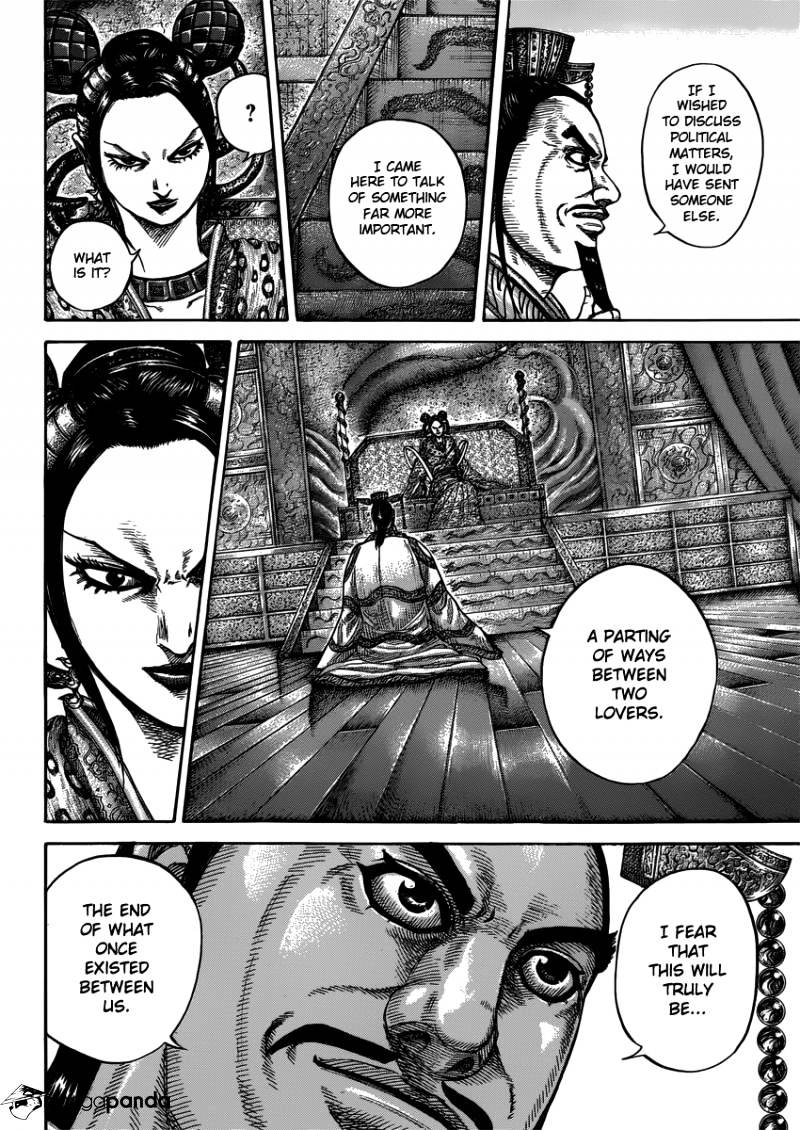 IF I
WISHED
TO DISCUSS
POLITICAL
MATTERS,
I WOULD
HAVE SENT
SOMEONE
ELSE.
I CAME
HERE TO TALK
OF SOMETHING
FAR MORE
IMPORTANT.
?
WHAT
IS IT?
A PARTING
OF WAYS
BETWEEN
TWO
LOVERS.
I FEAR
THAT
THIS WILL
TRULY
BE...
THE END
OF WHAT
ONCE
EXISTED
BETWEEN
US.
mangapanda